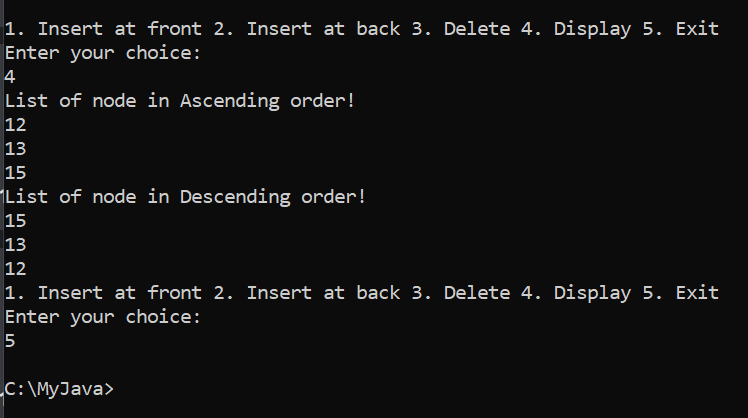 1. Insert at front 2. Insert at back 3. Delete 4. Display 5. Exit
Enter your choice:
4
List of node in Ascending order!
12
13
15
List of node in Descending order!
15
13
12
1. Insert at front 2. Insert at back 3. Delete 4. Display 5. Exit
Enter your choice:
5
C:\MyJava>